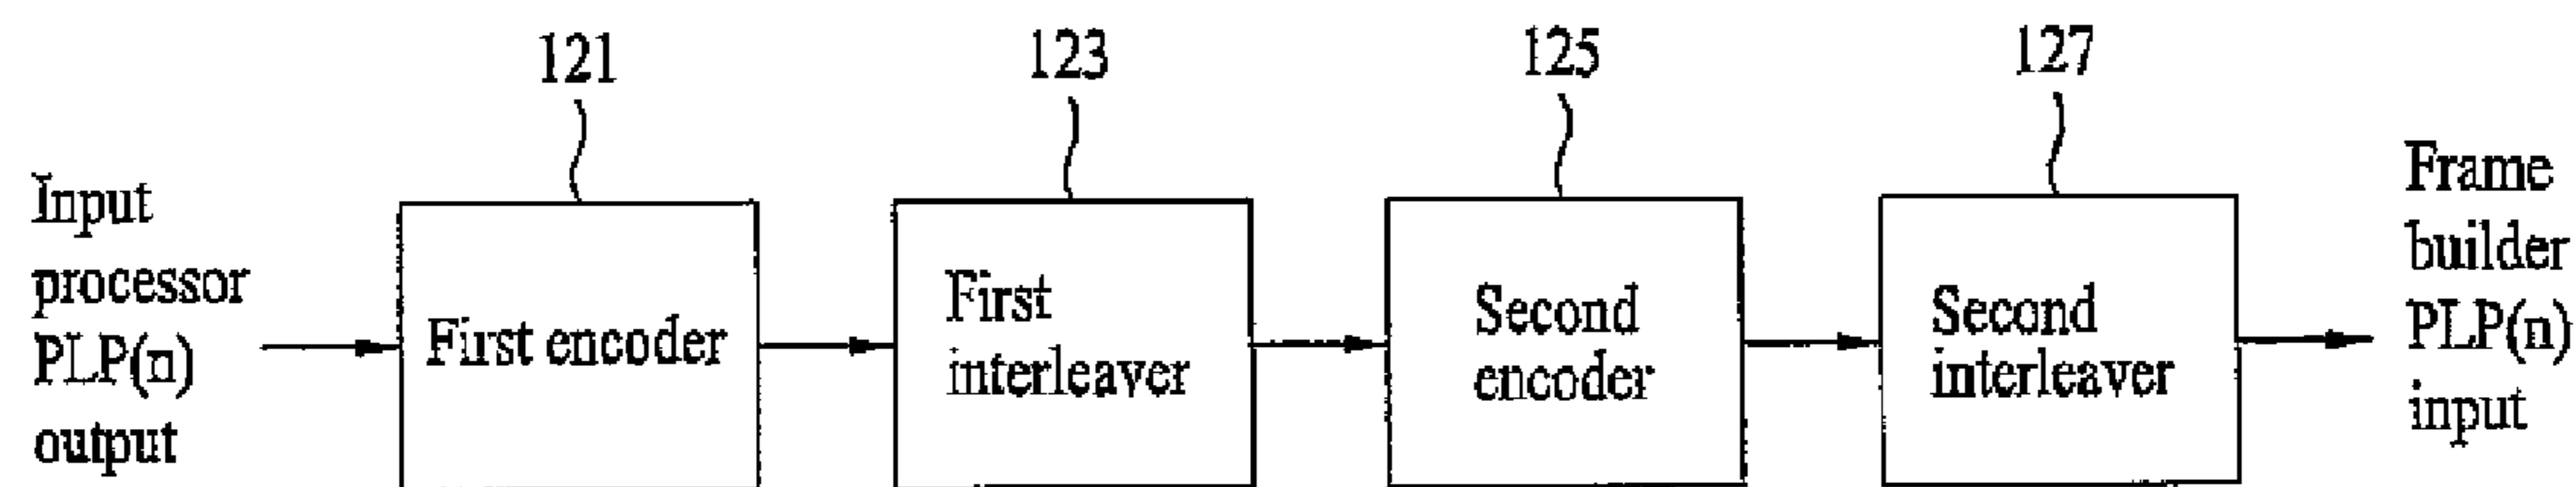 121
123
125
127
Input
processor
PLP(n)
output
First encoder
First
interleaver
Second
encoder
Second
interleaver
Frame
builder
PLP(n)
input